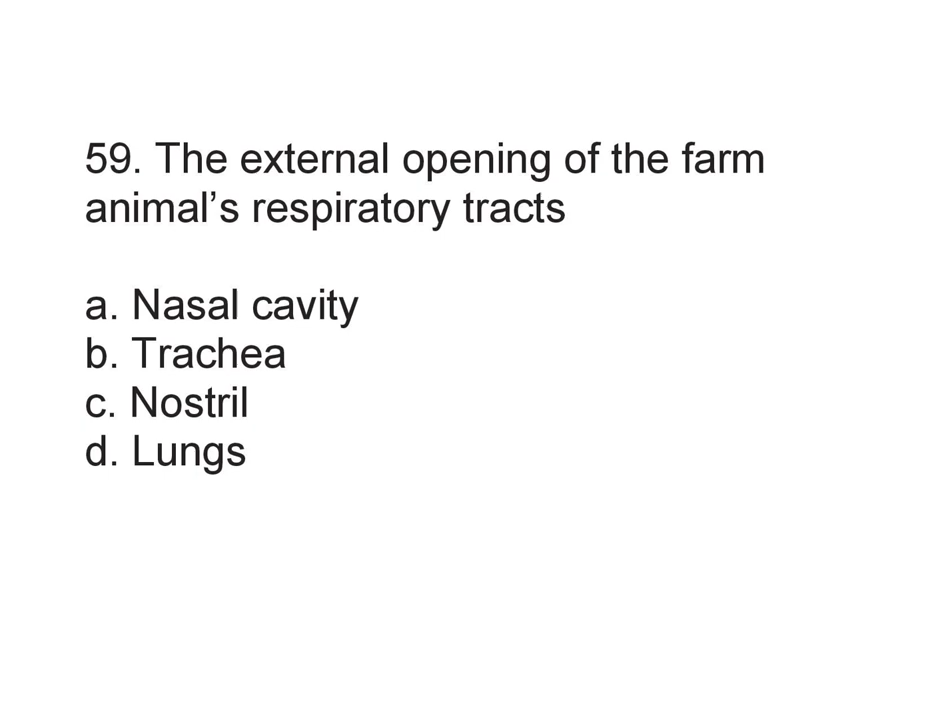 59. The external opening of the farm
animal’s respiratory tracts
a. Nasal cavity
b. Trachea
c. Nostril
d. Lungs